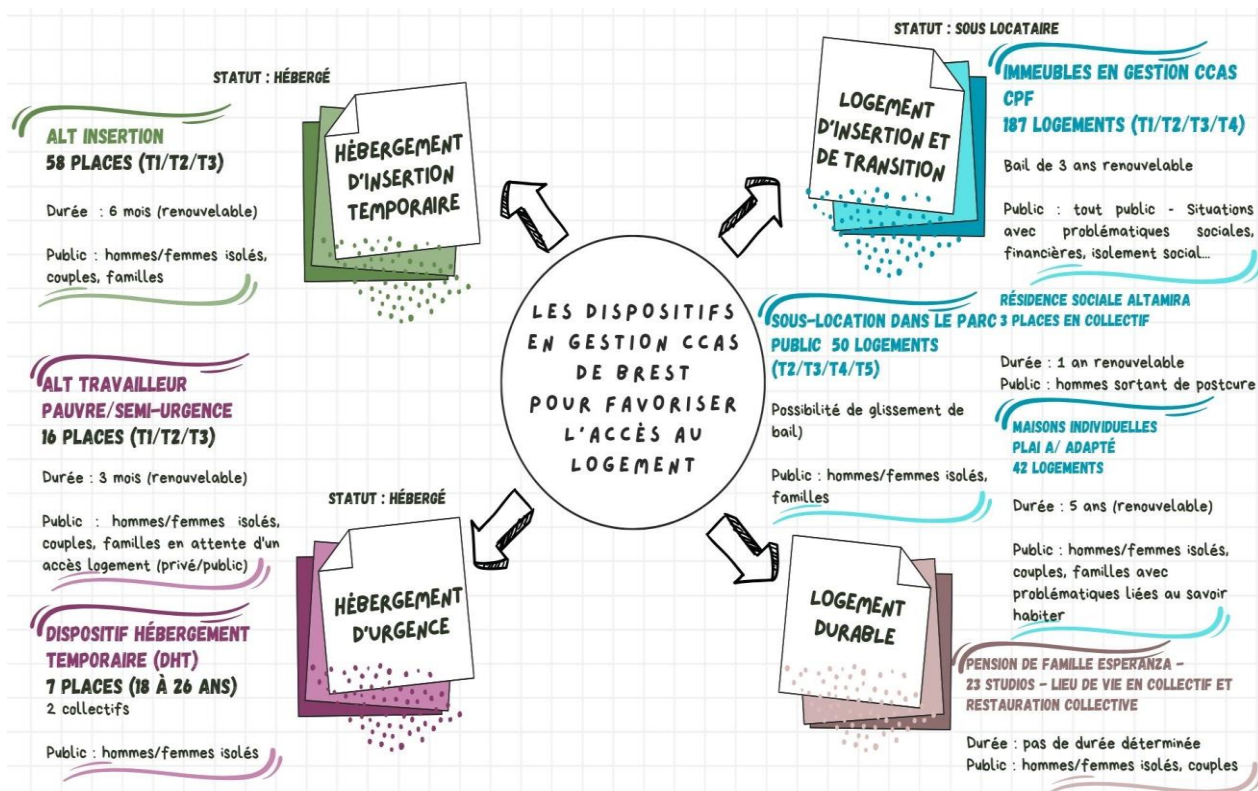 STATUT : HÉBERGÉ
HÉBERGEMENT
D'INSERTION
TEMPORAIRE
ALT INSERTION
58 PLACES (T1/T2/T3)
Durée : 6 mois (renouvelable)
Public : hommes/femmes isolés,
couples, familles
ALT TRAVAILLEUR
PAUVRE/SEMI-URGENCE
16 PLACES (T1/T2/T3)
Durée : 3 mois (renouvelable)
Public : hommes/femmes isolés,
couples, familles en attente d'un
accès logement (privé/public)
DISPOSITIF HÉBERGEMENT
TEMPORAIRE (DHT)
7 PLACES (18 À 26 ANS)
2 collectifs
Public : hommes/femmes isolés
STATUT : HÉBERGÉ
HÉBERGEMENT
D'URGENCE
LES DISPOSITIFS
EN GESTION CCAS
DE BREST
POUR FAVORISER
L'ACCÈS AU
LOGEMENT
STATUT : SOUS LOCATAIRE
LOGEMENT
D'INSERTION ET
DE TRANSITION
IMMEUBLES EN GESTION CCAS
CPF
187 LOGEMENTS (T1/T2/T3/T4)
Bail de 3 ans renouvelable
Public : tout public - Situations
avec problématiques sociales,
financières, isolement social...
SOUS-LOCATION DANS LE PARC
PUBLIC 50 LOGEMENTS
(T2/T3/T4/T5)
Possibilité de glissement de
bail)
Public : hommes/femmes isolés,
familles
RÉSIDENCE SOCIALE ALTAMIRA
3 PLACES EN COLLECTIF
Durée : 1 an renouvelable
Public : hommes sortant de postcure
MAISONS INDIVIDUELLES
PLAI A/ ADAPTÉ
42 LOGEMENTS
Durée : 5 ans (renouvelable)
Public : hommes/femmes isolés,
couples, familles avec
problématiques liées au savoir
habiter
LOGEMENT
DURABLE
PENSION DE FAMILLE ESPERANZA -
23 STUDIOS - LIEU DE VIE EN COLLECTIF ET
RESTAURATION COLLECTIVE
Durée : pas de durée déterminée
Public : hommes/femmes isolés, couples